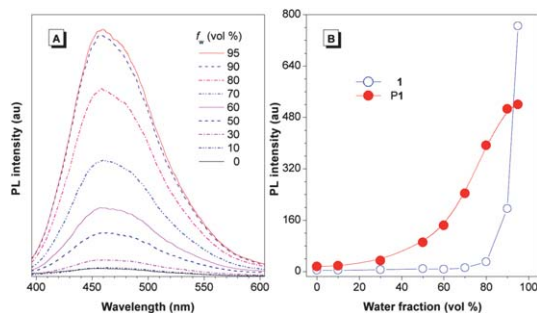 A
f_w (vol %)
95
90
80
70
60
50
30
10
0
PL intensity (au)
400 450 500 550 600
Wavelength (nm)
B
1
P1
800
640
480
320
160
0
PL intensity (au)
0 20 40 60 80 100
Water fraction (vol %)